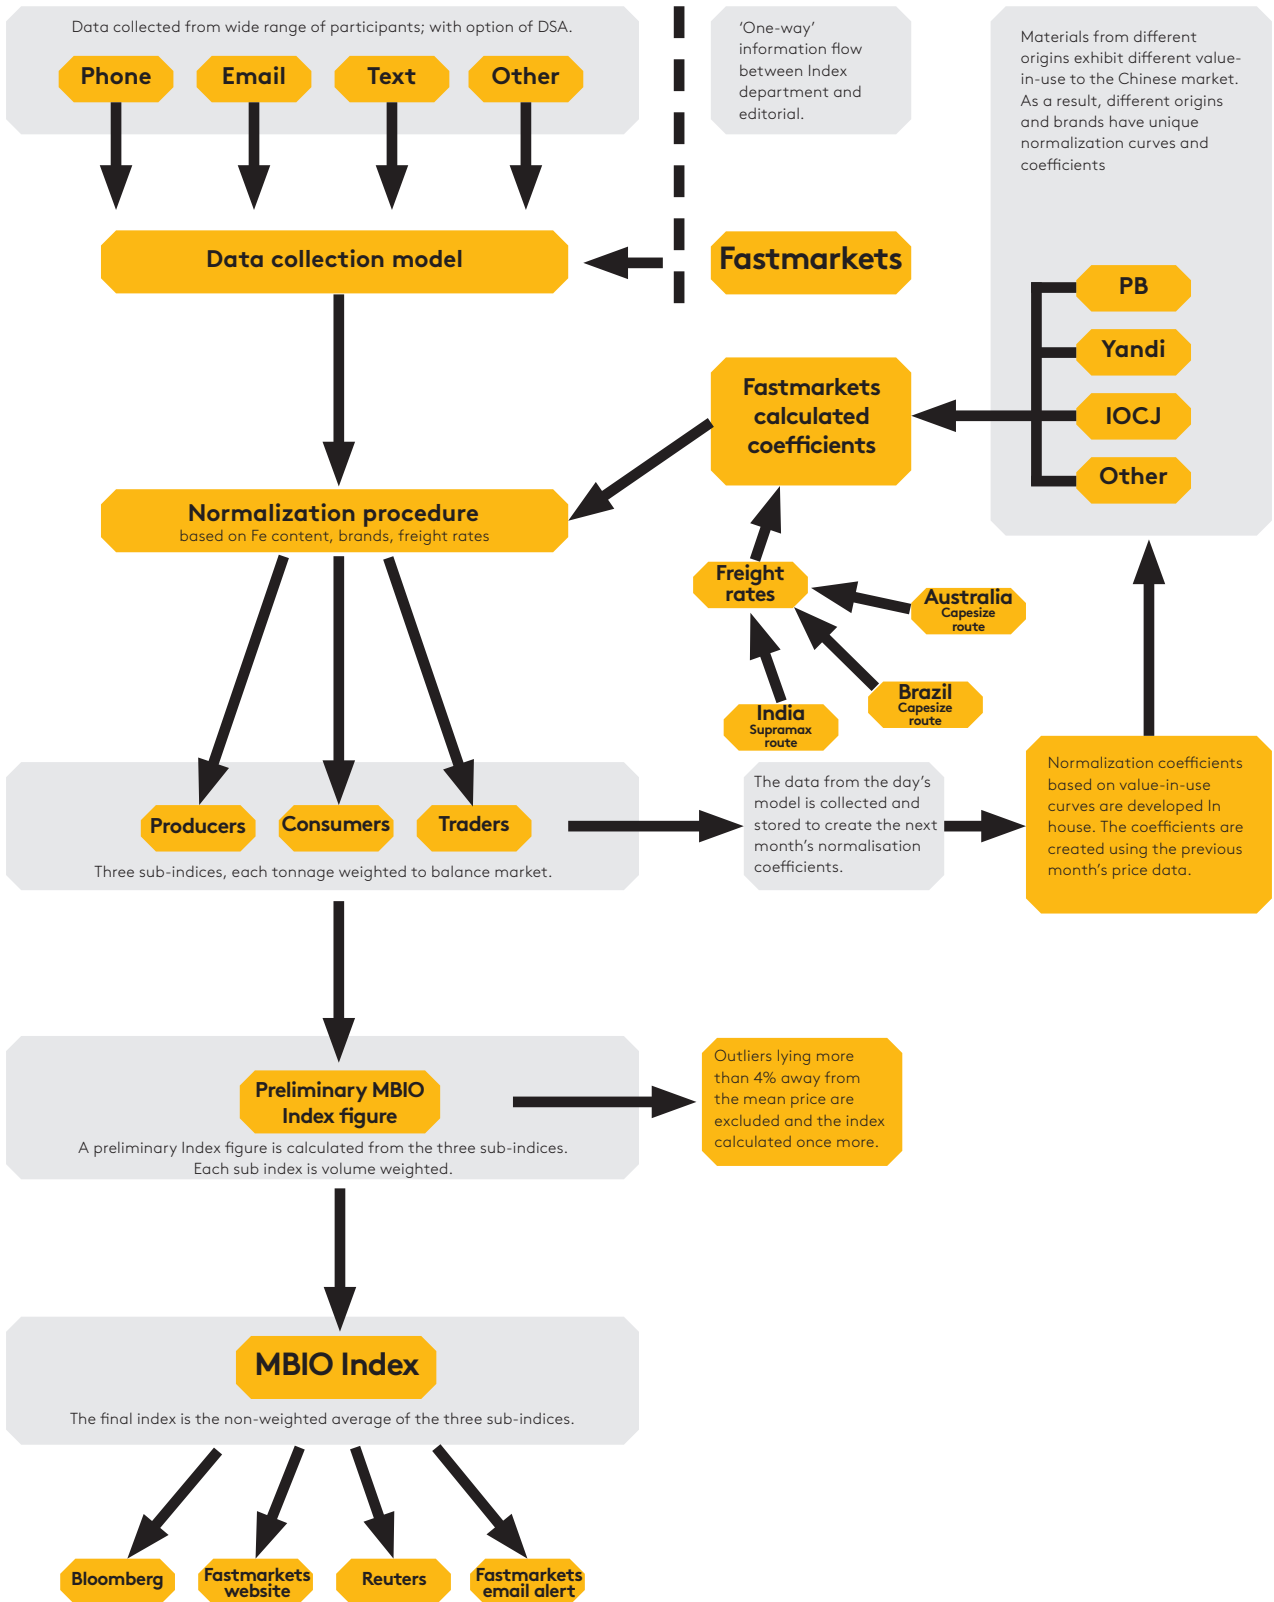 Data collected from wide range of participants; with option of DSA.
Phone
Email
Text
Other
'One-way'
information flow
between Index
department and
editorial.
Materials from different
origins exhibit different value-
in-use to the Chinese market.
As a result, different origins
and brands have unique
normalization curves and
coefficients
Data collection model
Fastmarkets
PB
Yandi
IOCJ
Other
Fastmarkets
calculated
coefficients
Normalization procedure
based on Fe content, brands, freight rates
Freight
rates
Australia
Capesize
route
Brazil
Capesize
route
India
Supramax
route
Producers
Consumers
Traders
Three sub-indices, each tonnage weighted to balance market.
The data from the day's
model is collected and
stored to create the next
month's normalisation
coefficients.
Normalization coefficients
based on value-in-use
curves are developed In
house. The coefficients are
created using the previous
month's price data.
Preliminary MBIO
Index figure
A preliminary Index figure is calculated from the three sub-indices.
Each sub index is volume weighted.
Outliers lying more
than 4% away from
the mean price are
excluded and the index
calculated once more.
MBIO Index
The final index is the non-weighted average of the three sub-indices.
Bloomberg
Fastmarkets
website
Reuters
Fastmarkets
email alert